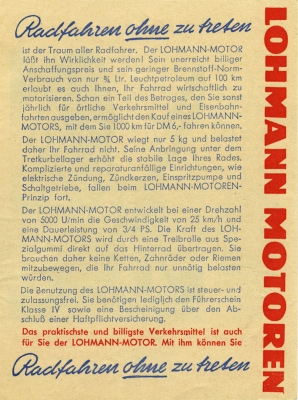 Radfahren ohne zu treten
ist der Traum aller Radfahrer. Der LOHMANN-MOTOR
läßt ihn Wirklichkeit werden! Sein unerreicht billiger
Anschaffungspreis und sein geringer Brennstoff-Norm-
Verbrauch von nur ¾ Ltr. Leuchtpetroleum auf 100 km
erlaubt es auch Ihnen, Ihr Fahrrad wirtschaftlich zu
motorisieren. Schon ein Teil des Betrages, den Sie sonst
jährlich für örtliche Verkehrsmittel und Eisenbahn-
fahrten ausgeben, ermöglicht den Kauf eines LOHMANN-
MOTORS, mit dem Sie 1000 km für DM 6,- fahren können.
Der LOHMANN-MOTOR wiegt nur 5 kg und belastet
daher Ihr Fahrrad nicht. Seine Anbringung unter dem
Tretkurbellager erhöht die stabile Lage Ihres Rades.
Komplizierte und reparaturanfällige Einrichtungen, wie
elektrische Zündung, Zündkerzen, Einspritzpumpe und
Schaltgetriebe, fallen beim LOHMANN-MOTOREN-
Prinzip fort.
Der LOHMANN-MOTOR entwickelt bei einer Drehzahl
von 5000 U/min die Geschwindigkeit von 25 km/h und
eine Dauerleistung von 3/4 PS. Die Kraft des LOH-
MANN-MOTORS wird durch eine Treibrolle aus Spe-
zialgummi direkt auf das Hinterrad übertragen. Sie
brauchen daher keine Ketten, Zahnräder oder Riemen
mitzubewegen, die Ihr Fahrrad nur unnötig belasten
würden.
Die Benutzung des LOHMANN-MOTORS ist steuer- und
zulassungsfrei. Sie benötigen lediglich den Führerschein
Klasse IV sowie eine Bescheinigung über den Ab-
schluß einer Haftpflichtversicherung.
Das praktischste und billigste Verkehrsmittel ist auch
für Sie der LOHMANN-MOTOR. Mit ihm können Sie
Radfahren ohne zu treten
LOHMANN MOTOREN